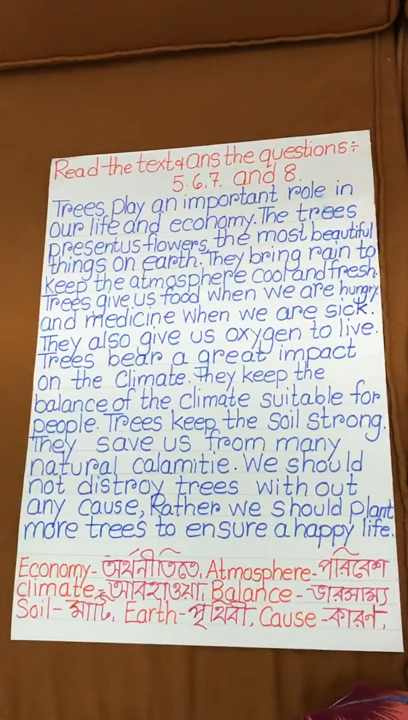 Read the text & ans the questions÷
5.6.7. and 8.
Trees play an important role in
our life and economy. The trees
present us flowers, the most beautiful
things on earth. They bring rain to
keep the atmosphere cool and fresh.
Trees give us food when we are hungry
and medicine when we are sick.
They also give us oxygen to live.
Trees bear a great impact
on the Climate. They keep the
balance of the climate suitable for
people. Trees keep the Soil strong.
They save us from many
natural calamitie. We should
not distroy trees with out
any cause, Rather we should plant
more trees to ensure a happy life.
Economy- অর্থনীতিতে, Atmosphere- পরিবেশ
climate- আবহাওয়া, Balance - ভারসাম্য
Soil- মাটি, Earth- পৃথিবী, Cause - কারণ,